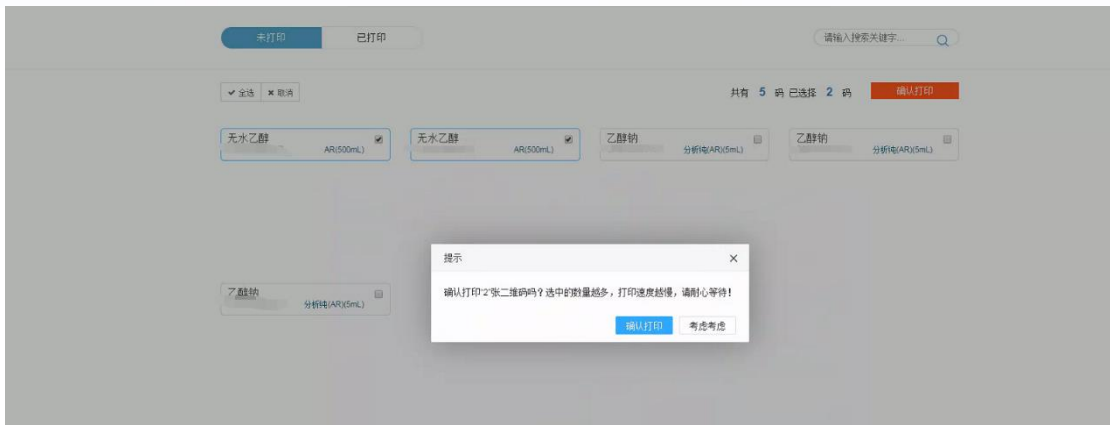 未打印 已打印
请输入搜索关键字...
全选 取消
共有 5 码 已选择 2 码 确认打印
无水乙醇
AR(500mL)
无水乙醇
AR(500mL)
乙醇钠
分析纯(AR)(5mL)
乙醇钠
分析纯(AR)(5mL)
提示
确认打印'2'张二维码吗？选中的数量越多，打印速度越慢，请耐心等待！
确认打印 考虑考虑
乙醇钠
分析纯(AR)(5mL)